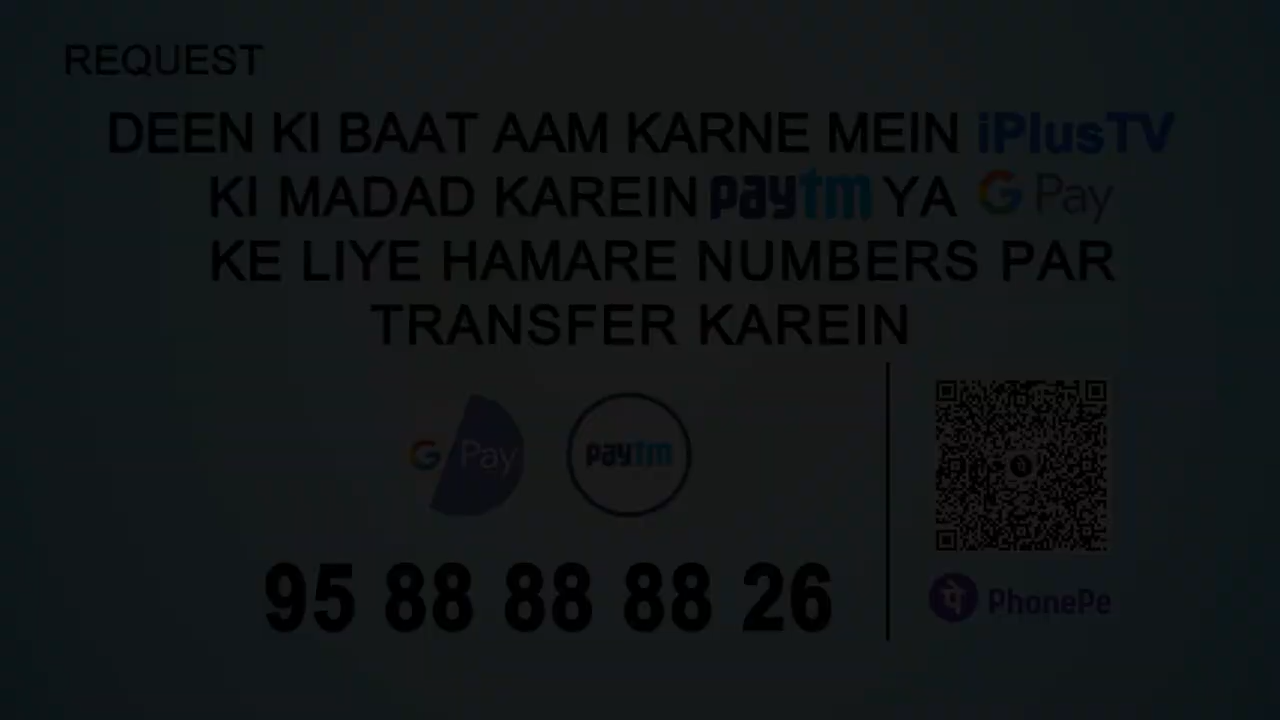 REQUEST
DEEN KI BAAT AAM KARNE MEIN iPlusTV
KI MADAD KAREIN paytm YA G Pay
KE LIYE HAMARE NUMBERS PAR
TRANSFER KAREIN
G Pay paytm
95 88 88 88 26
पे PhonePe